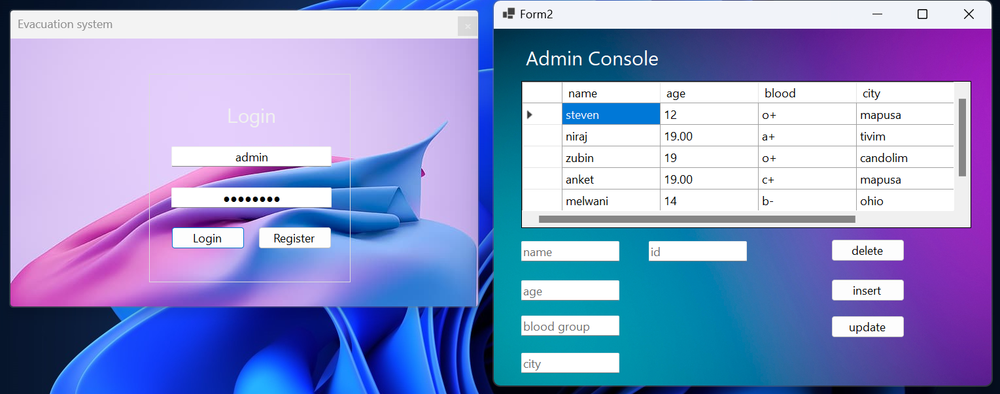 Evacuation system
Login
admin
••••••••
Login Register
Form2
Admin Console
name age blood city
steven 12 o+ mapusa
niraj 19.00 a+ tivim
zubin 19 o+ candolim
anket 19.00 c+ mapusa
melwani 14 b- ohio
name id delete
age insert
blood group update
city